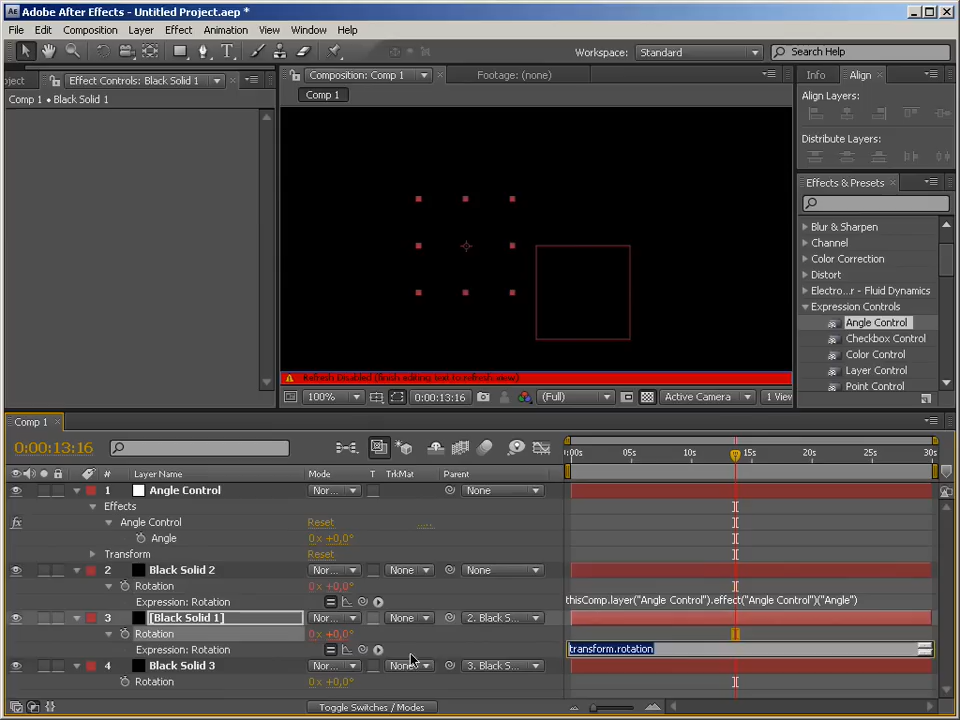 Adobe After Effects - Untitled Project.aep *
File Edit Composition Layer Effect Animation View Window Help
Workspace: Standard Search Help
oject Effect Controls: Black Solid 1 Composition: Comp 1 Footage: (none) Info Align
Comp 1 • Black Solid 1 Comp 1 Align Layers:
Distribute Layers:
Effects & Presets
Blur & Sharpen
Channel
Color Correction
Distort
Electro...r - Fluid Dynamics
Expression Controls
Angle Control
Checkbox Control
Color Control
Layer Control
Point Control
Refresh Disabled (finish editing text to refresh view)
100% 0:00:13:16 (Full) Active Camera 1 View
Comp 1
0:00:13:16 :00s 05s 10s 15s 20s 25s 30s
# Layer Name Mode T TrkMat Parent
1 Angle Control Nor... None
Effects
fx Angle Control Reset .....
Angle 0x +0,0°
Transform Reset
2 Black Solid 2 Nor... None None
Rotation 0x +0,0°
Expression: Rotation thisComp.layer("Angle Control").effect("Angle Control")("Angle")
3 [Black Solid 1] Nor... None 2. Black S...
Rotation 0x +0,0°
Expression: Rotation transform.rotation
4 Black Solid 3 Nor... None 3. Black S...
Rotation 0x +0,0°
Toggle Switches / Modes